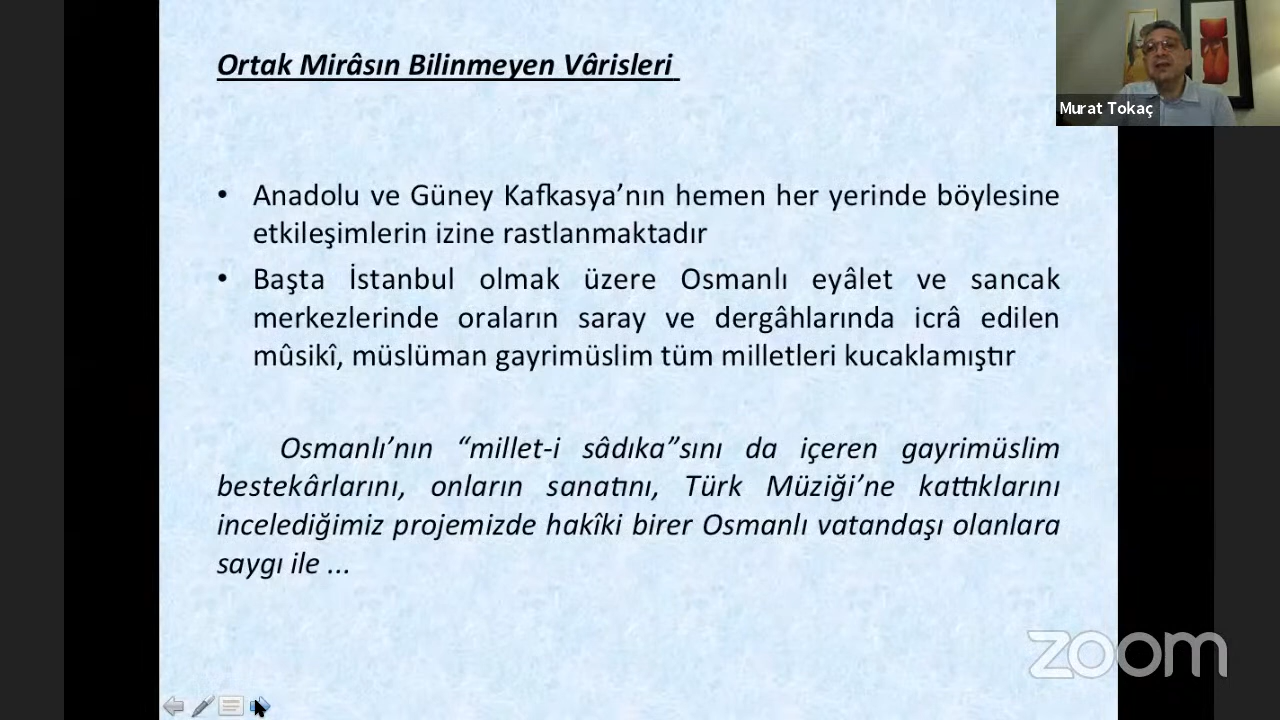 Ortak Mirâsın Bilinmeyen Vârisleri
Murat Tokaç
• Anadolu ve Güney Kafkasya’nın hemen her yerinde böylesine
etkileşimlerin izine rastlanmaktadır
• Başta İstanbul olmak üzere Osmanlı eyâlet ve sancak
merkezlerinde oraların saray ve dergâhlarında icrâ edilen
mûsikî, müslüman gayrimüslim tüm milletleri kucaklamıştır
Osmanlı’nın “millet-i sâdıka”sını da içeren gayrimüslim
bestekârlarını, onların sanatını, Türk Müziği’ne kattıklarını
incelediğimiz projemizde hakîki birer Osmanlı vatandaşı olanlara
saygı ile ...
zoom